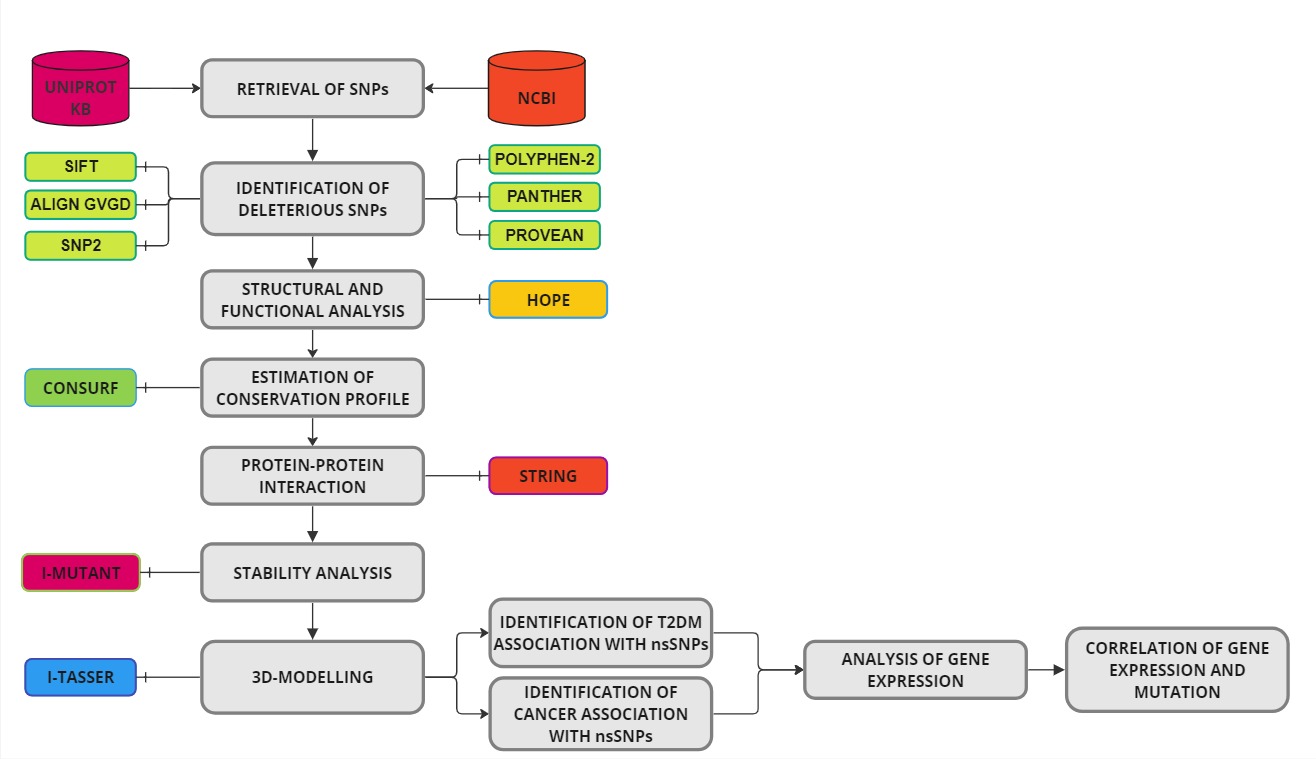 UNIPROT
KB
RETRIEVAL OF SNPs
NCBI
SIFT
ALIGN GVGD
SNP2
IDENTIFICATION OF
DELETERIOUS SNPs
POLYPHEN-2
PANTHER
PROVEAN
STRUCTURAL AND
FUNCTIONAL ANALYSIS
HOPE
CONSURF
ESTIMATION OF
CONSERVATION PROFILE
PROTEIN-PROTEIN
INTERACTION
STRING
I-MUTANT
STABILITY ANALYSIS
I-TASSER
3D-MODELLING
IDENTIFICATION OF T2DM
ASSOCIATION WITH nsSNPs
IDENTIFICATION OF
CANCER ASSOCIATION
WITH nsSNPs
ANALYSIS OF GENE
EXPRESSION
CORRELATION OF GENE
EXPRESSION AND
MUTATION